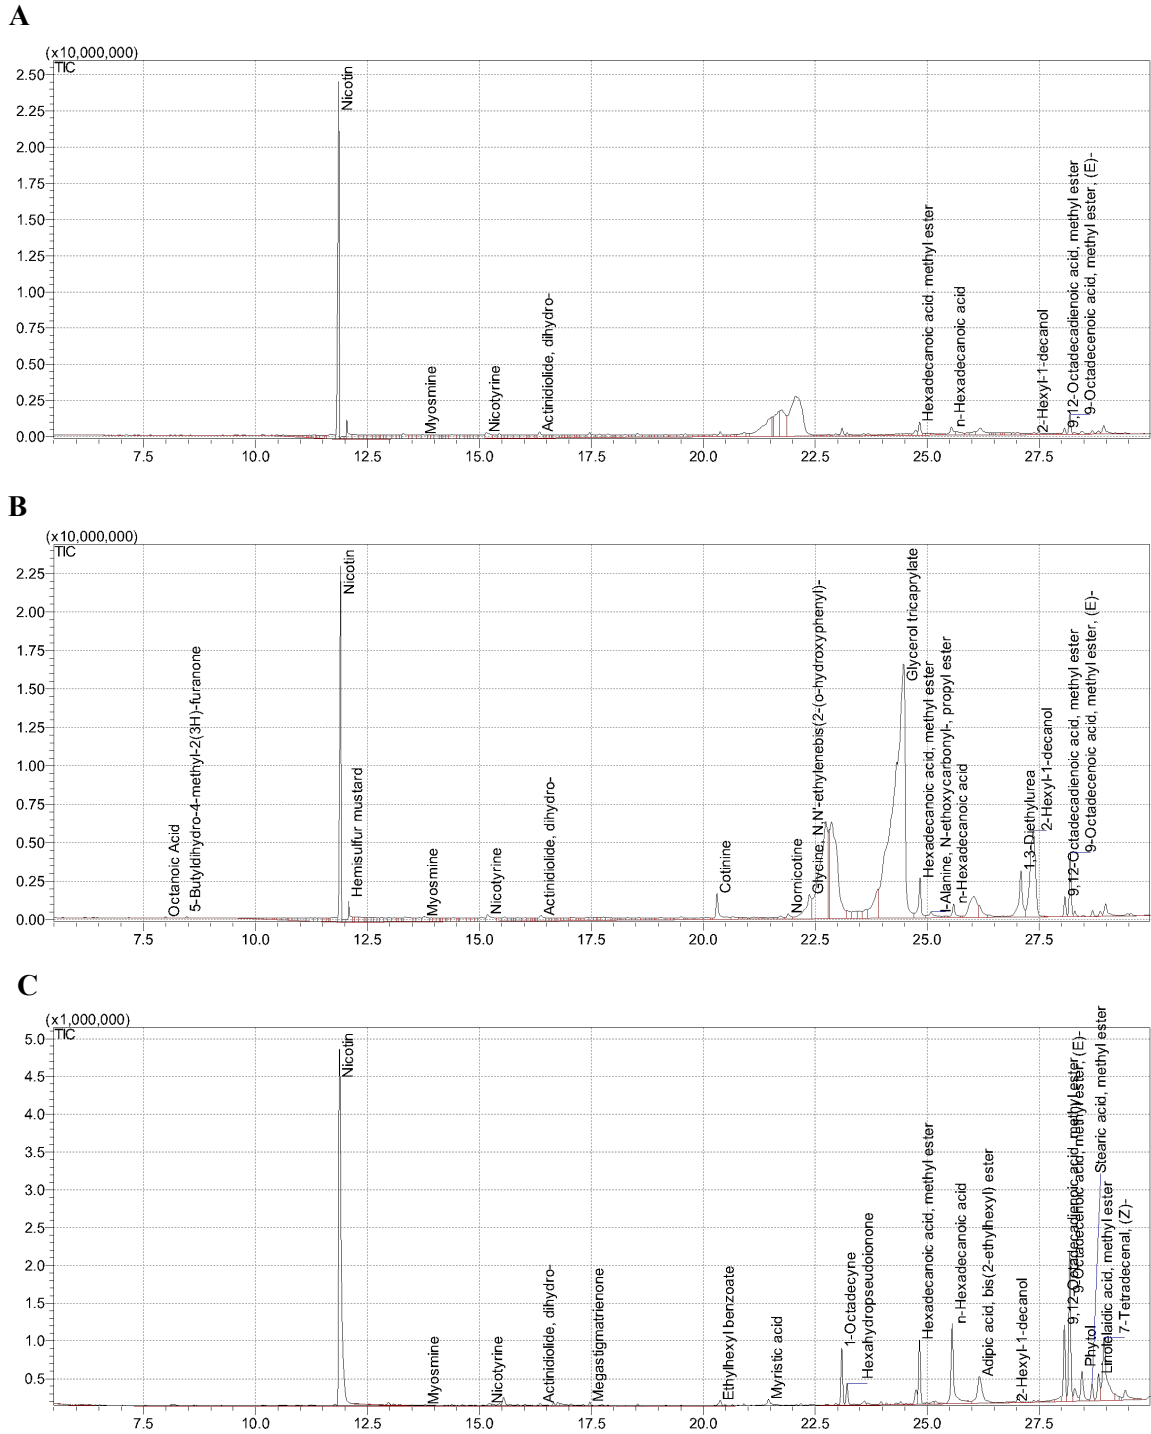 A
(x10,000,000)
TIC
2.50
2.25
2.00
1.75
1.50
1.25
1.00
0.75
0.50
0.25
0.00
Nicotin
Myosmine
Nicotyrine
Actinidiolide, dihydro-
Hexadecanoic acid, methyl ester
n-Hexadecanoic acid
2-Hexyl-1-decanol
9,12-Octadecadienoic acid, methyl ester
9-Octadecenoic acid, methyl ester, (E)-
7.5 10.0 12.5 15.0 17.5 20.0 22.5 25.0 27.5
B
(x10,000,000)
TIC
2.25
2.00
1.75
1.50
1.25
1.00
0.75
0.50
0.25
0.00
Octanoic Acid
5-Butyldihydro-4-methyl-2(3H)-furanone
Nicotin
Hemisulfur mustard
Myosmine
Nicotyrine
Actinidiolide, dihydro-
Cotinine
Nornicotine
Glycine, N,N'-ethylenebis(2-(o-hydroxyphenyl)-
Glycerol tricaprylate
Hexadecanoic acid, methyl ester
l-Alanine, N-ethoxycarbonyl-, propyl ester
n-Hexadecanoic acid
1,3-Diethylurea
2-Hexyl-1-decanol
9,12-Octadecadienoic acid, methyl ester
9-Octadecenoic acid, methyl ester, (E)-
7.5 10.0 12.5 15.0 17.5 20.0 22.5 25.0 27.5
C
(x1,000,000)
TIC
5.0
4.5
4.0
3.5
3.0
2.5
2.0
1.5
1.0
0.5
Nicotin
Myosmine
Nicotyrine
Actinidiolide, dihydro-
Megastigmatrienone
Ethylhexyl benzoate
Myristic acid
1-Octadecyne
Hexahydropseudoionone
Hexadecanoic acid, methyl ester
n-Hexadecanoic acid
Adipic acid, bis(2-ethylhexyl) ester
2-Hexyl-1-decanol
9,12-Octadecadienoic acid, methyl ester
9-Octadecenoic acid, methyl ester, (E)-
Phytol
Stearic acid, methyl ester
Linolelaidic acid, methyl ester
7-Tetradecenal, (Z)-
7.5 10.0 12.5 15.0 17.5 20.0 22.5 25.0 27.5